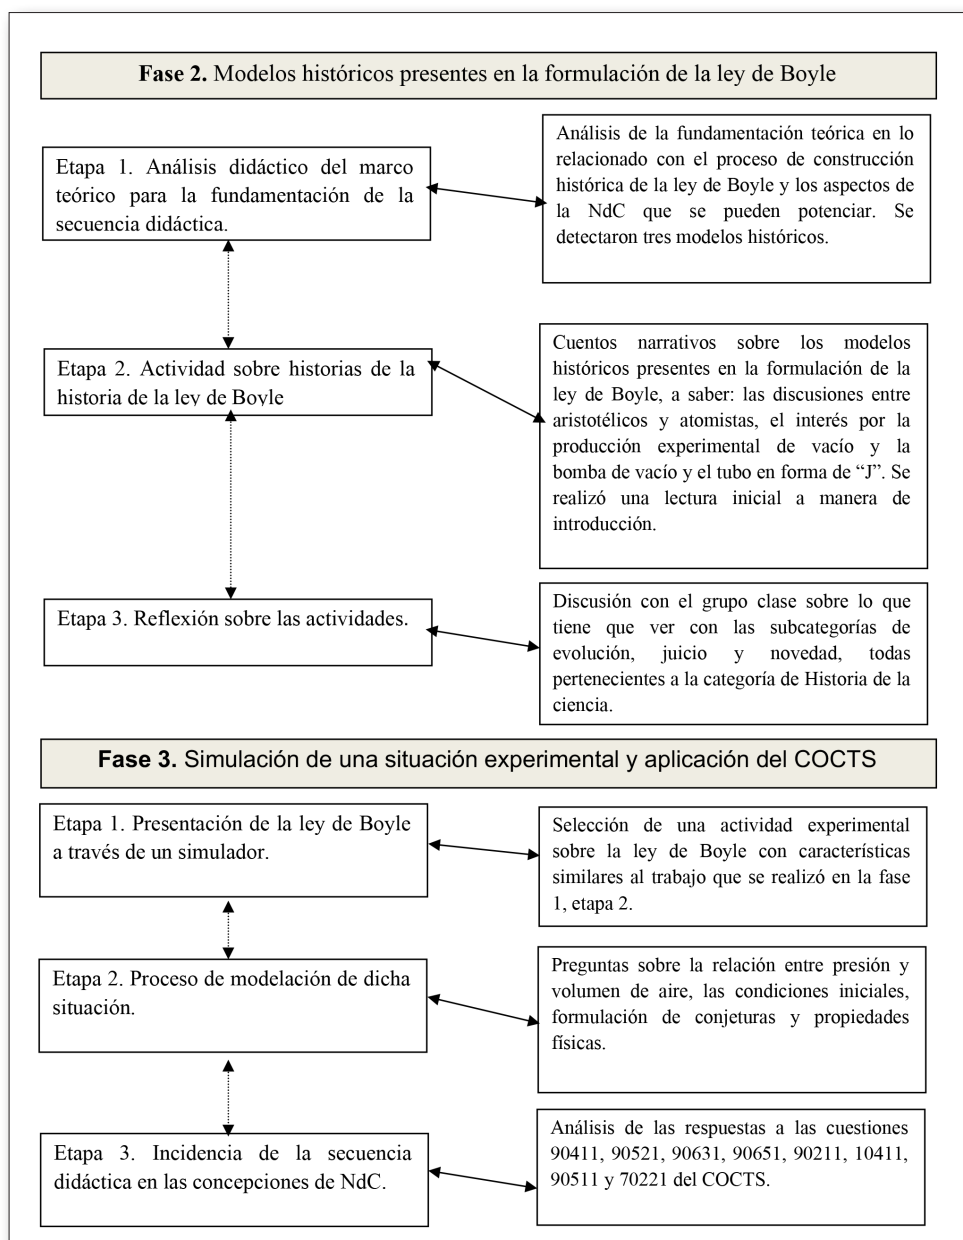 Fase 2. Modelos históricos presentes en la formulación de la ley de Boyle
Etapa 1. Análisis didáctico del marco
teórico para la fundamentación de la
secuencia didáctica.
Análisis de la fundamentación teórica en lo
relacionado con el proceso de construcción
histórica de la ley de Boyle y los aspectos de
la NdC que se pueden potenciar. Se
detectaron tres modelos históricos.
Etapa 2. Actividad sobre historias de la
historia de la ley de Boyle
Cuentos narrativos sobre los modelos
históricos presentes en la formulación de la
ley de Boyle, a saber: las discusiones entre
aristotélicos y atomistas, el interés por la
producción experimental de vacío y la
bomba de vacío y el tubo en forma de “J”. Se
realizó una lectura inicial a manera de
introducción.
Etapa 3. Reflexión sobre las actividades.
Discusión con el grupo clase sobre lo que
tiene que ver con las subcategorías de
evolución, juicio y novedad, todas
pertenecientes a la categoría de Historia de la
ciencia.
Fase 3. Simulación de una situación experimental y aplicación del COCTS
Etapa 1. Presentación de la ley de Boyle
a través de un simulador.
Selección de una actividad experimental
sobre la ley de Boyle con características
similares al trabajo que se realizó en la fase
1, etapa 2.
Etapa 2. Proceso de modelación de dicha
situación.
Preguntas sobre la relación entre presión y
volumen de aire, las condiciones iniciales,
formulación de conjeturas y propiedades
físicas.
Etapa 3. Incidencia de la secuencia
didáctica en las concepciones de NdC.
Análisis de las respuestas a las cuestiones
90411, 90521, 90631, 90651, 90211, 10411,
90511 y 70221 del COCTS.